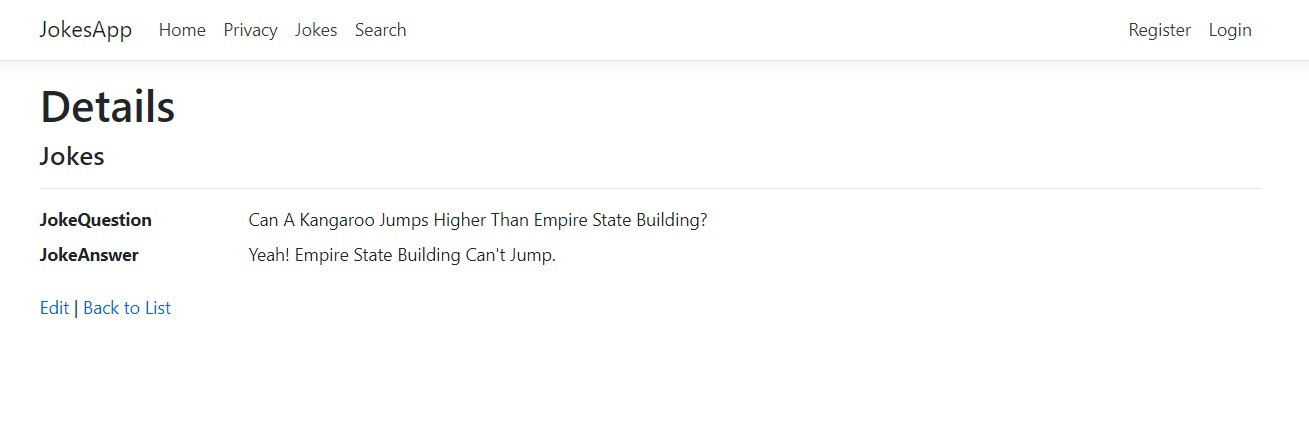 JokesApp Home Privacy Jokes Search Register Login
Details
Jokes
JokeQuestion Can A Kangaroo Jumps Higher Than Empire State Building?
JokeAnswer Yeah! Empire State Building Can't Jump.
Edit | Back to List